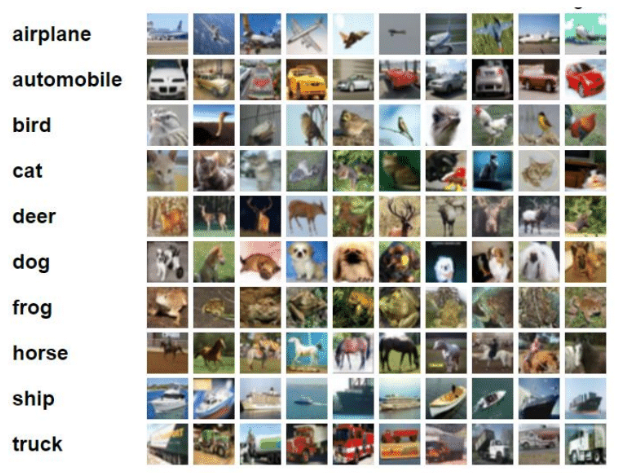 airplane
automobile
bird
cat
deer
dog
frog
horse
ship
truck